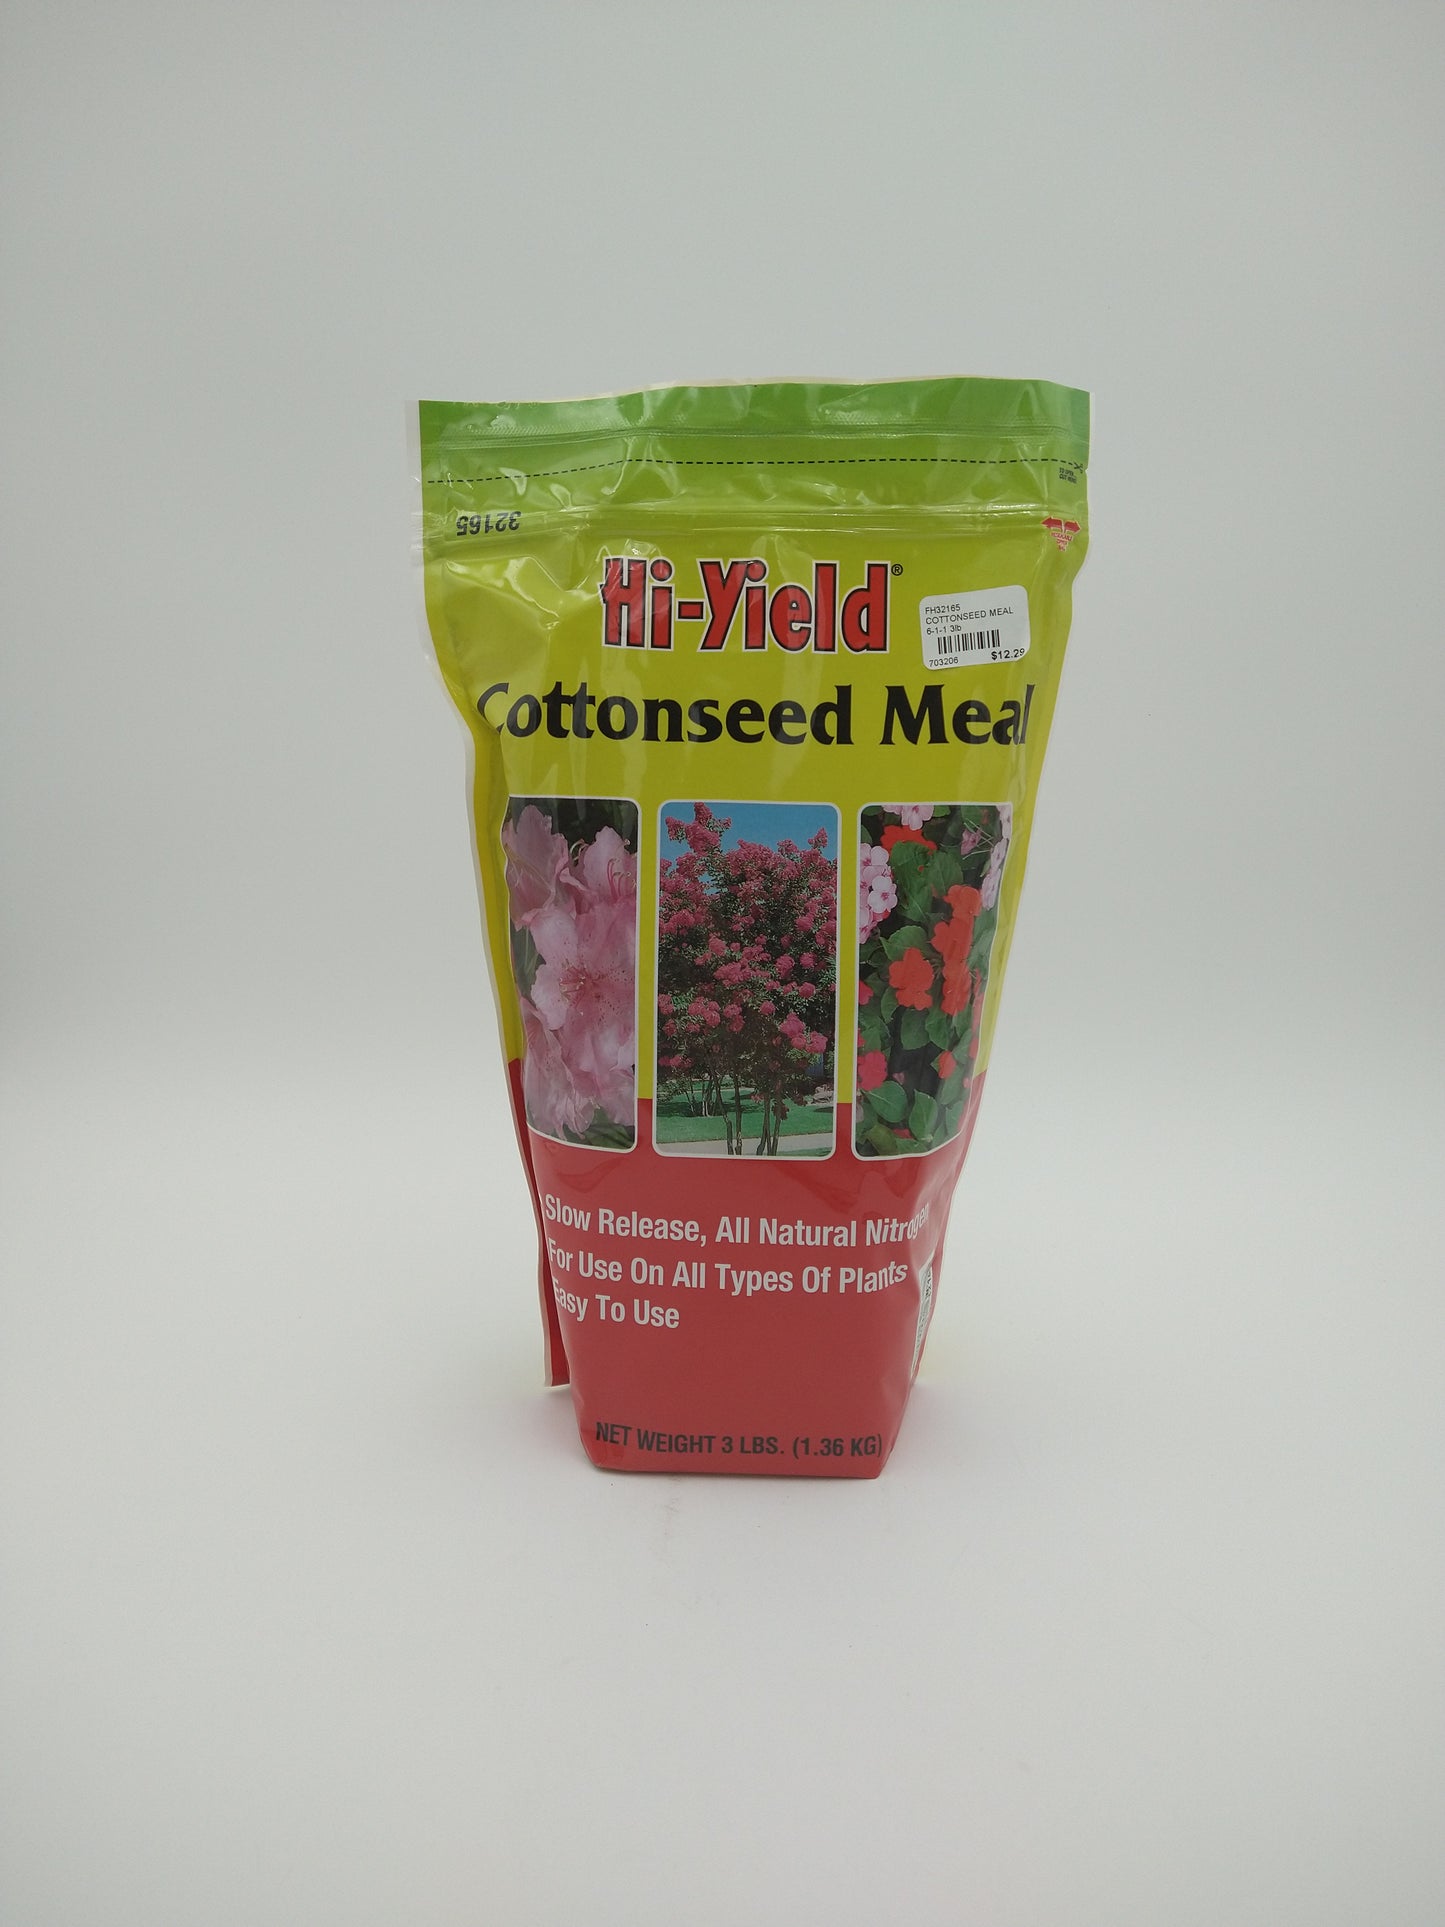 32165
Hi-Yield®
FH32165
COTTONSEED MEAL
6-1-1 3lb
703206 $12.29
Cottonseed Meal
Slow Release, All Natural Nitrogen
For Use On All Types Of Plants
Easy To Use
NET WEIGHT 3 LBS. (1.36 KG)